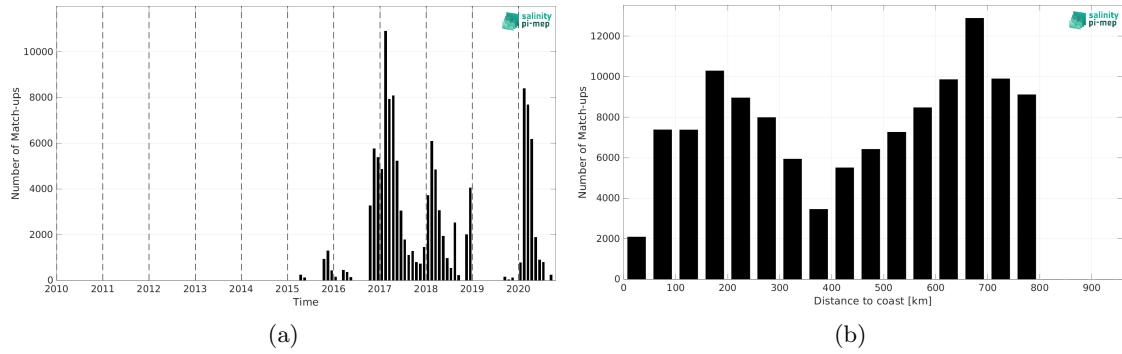 salinity
pi-mep
Number of Match-ups
10000
8000
6000
4000
2000
0
2010 2011 2012 2013 2014 2015 2016 2017 2018 2019 2020
Time
(a)
salinity
pi-mep
Number of Match-ups
12000
10000
8000
6000
4000
2000
0
0 100 200 300 400 500 600 700 800 900
Distance to coast [km]
(b)